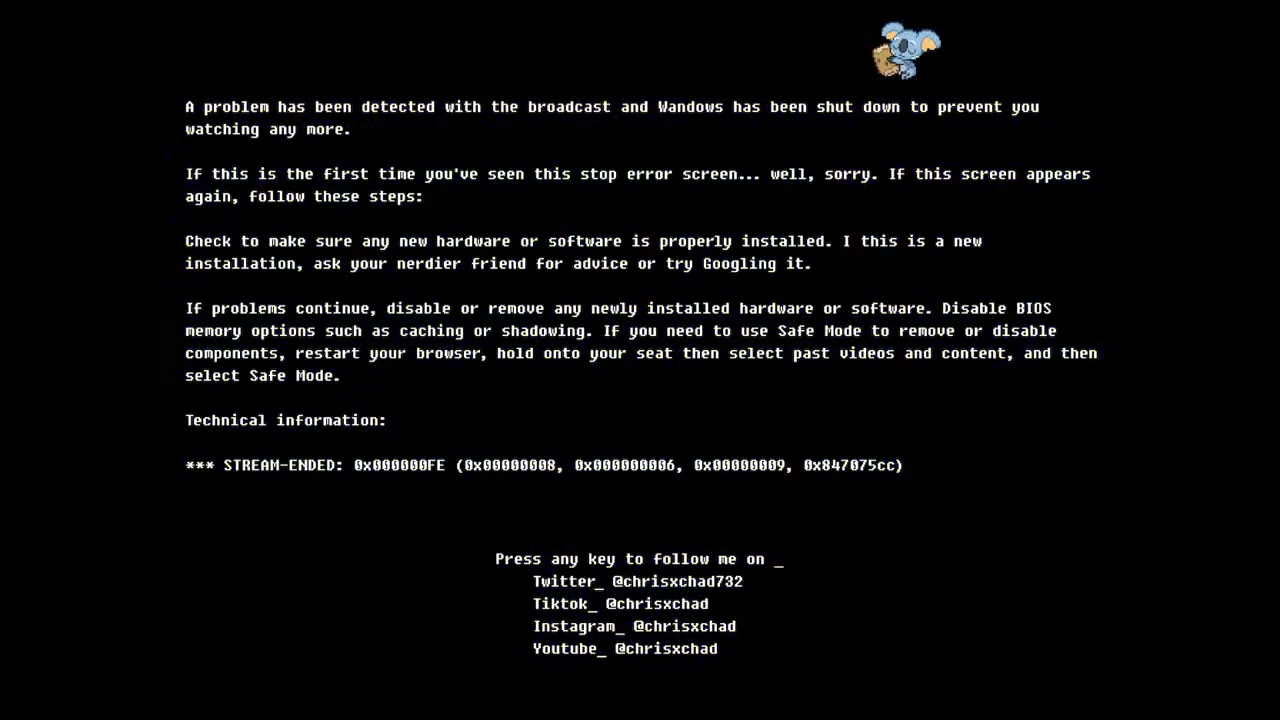 A problem has been detected with the broadcast and Wandows has been shut down to prevent you
watching any more.
If this is the first time you've seen this stop error screen... well, sorry. If this screen appears
again, follow these steps:
Check to make sure any new hardware or software is properly installed. I this is a new
installation, ask your nerdier friend for advice or try Googling it.
If problems continue, disable or remove any newly installed hardware or software. Disable BIOS
memory options such as caching or shadowing. If you need to use Safe Mode to remove or disable
components, restart your browser, hold onto your seat then select past videos and content, and then
select Safe Mode.
Technical information:
*** STREAM-ENDED: 0x000000FE (0x00000008, 0x000000006, 0x00000009, 0x847075cc)
Press any key to follow me on _
Twitter_ @chrisxchad732
Tiktok_ @chrisxchad
Instagram_ @chrisxchad
Youtube_ @chrisxchad